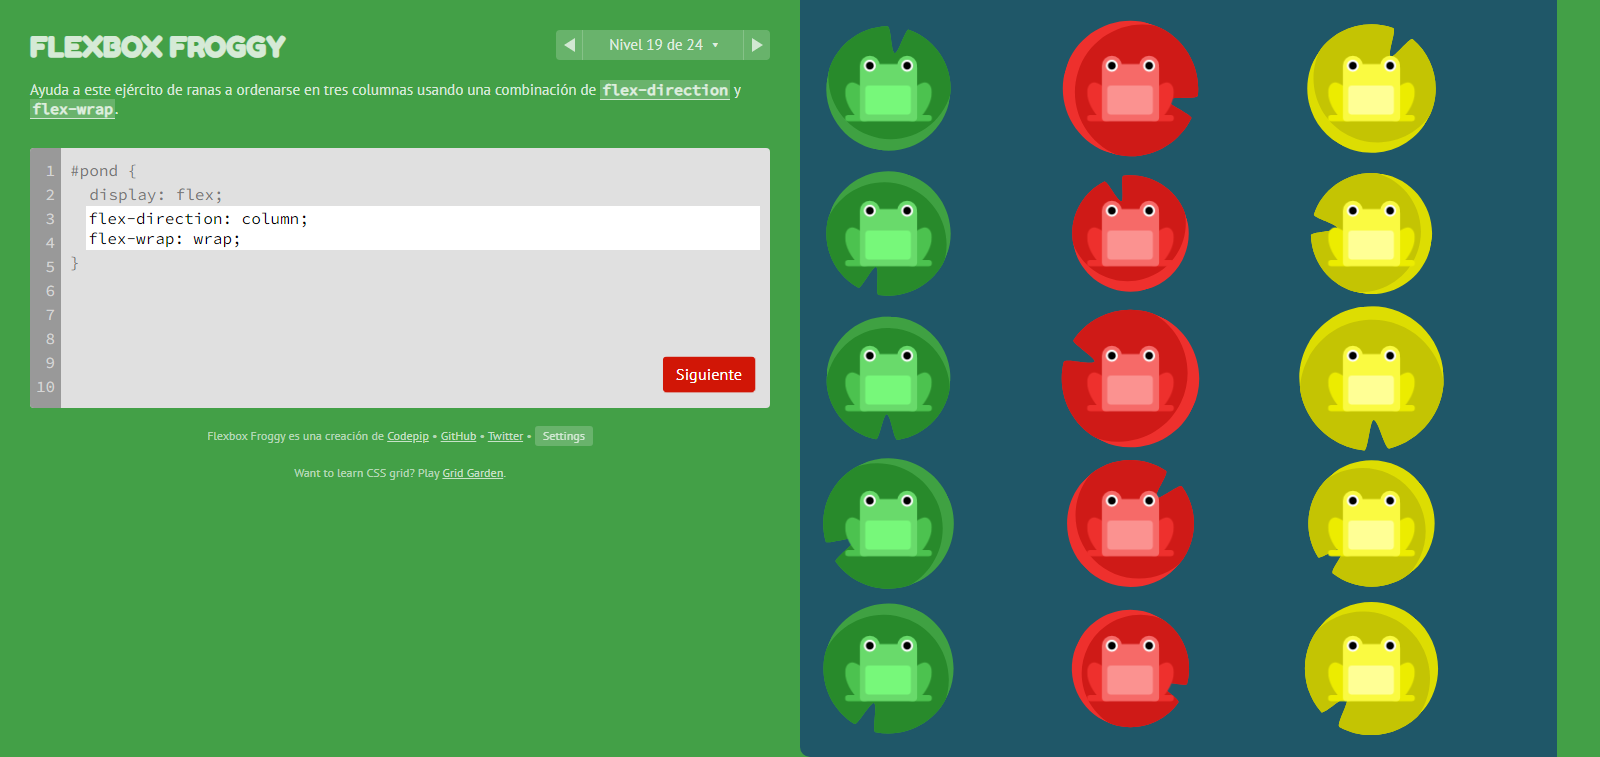 FLEXBOX FROGGY
Nivel 19 de 24
Ayuda a este ejército de ranas a ordenarse en tres columnas usando una combinación de flex-direction y
flex-wrap.
1 #pond {
2 display: flex;
3 flex-direction: column;
4 flex-wrap: wrap;
5 }
6
7
8
9
10
Siguiente
Flexbox Froggy es una creación de Codepip • GitHub • Twitter • Settings
Want to learn CSS grid? Play Grid Garden.